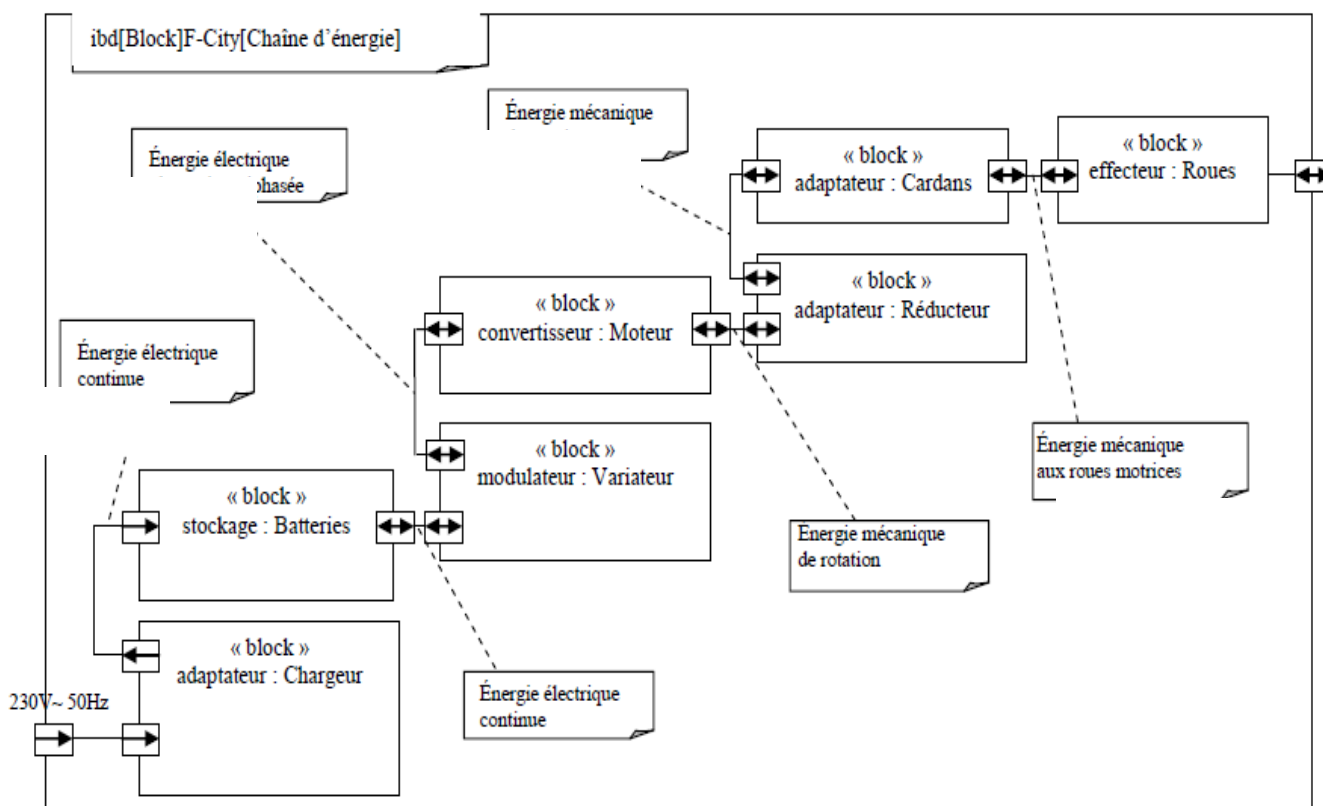 ibd[Block]F-City[Chaîne d'énergie]
Énergie mécanique
Énergie électrique
hasée
« block »
adaptateur : Cardans
« block »
effecteur : Roues
« block »
convertisseur : Moteur
« block »
adaptateur : Réducteur
Énergie électrique
continue
« block »
modulateur : Variateur
Énergie mécanique
aux roues motrices
« block »
stockage : Batteries
Énergie mécanique
de rotation
« block »
adaptateur : Chargeur
230V~ 50Hz
Énergie électrique
continue